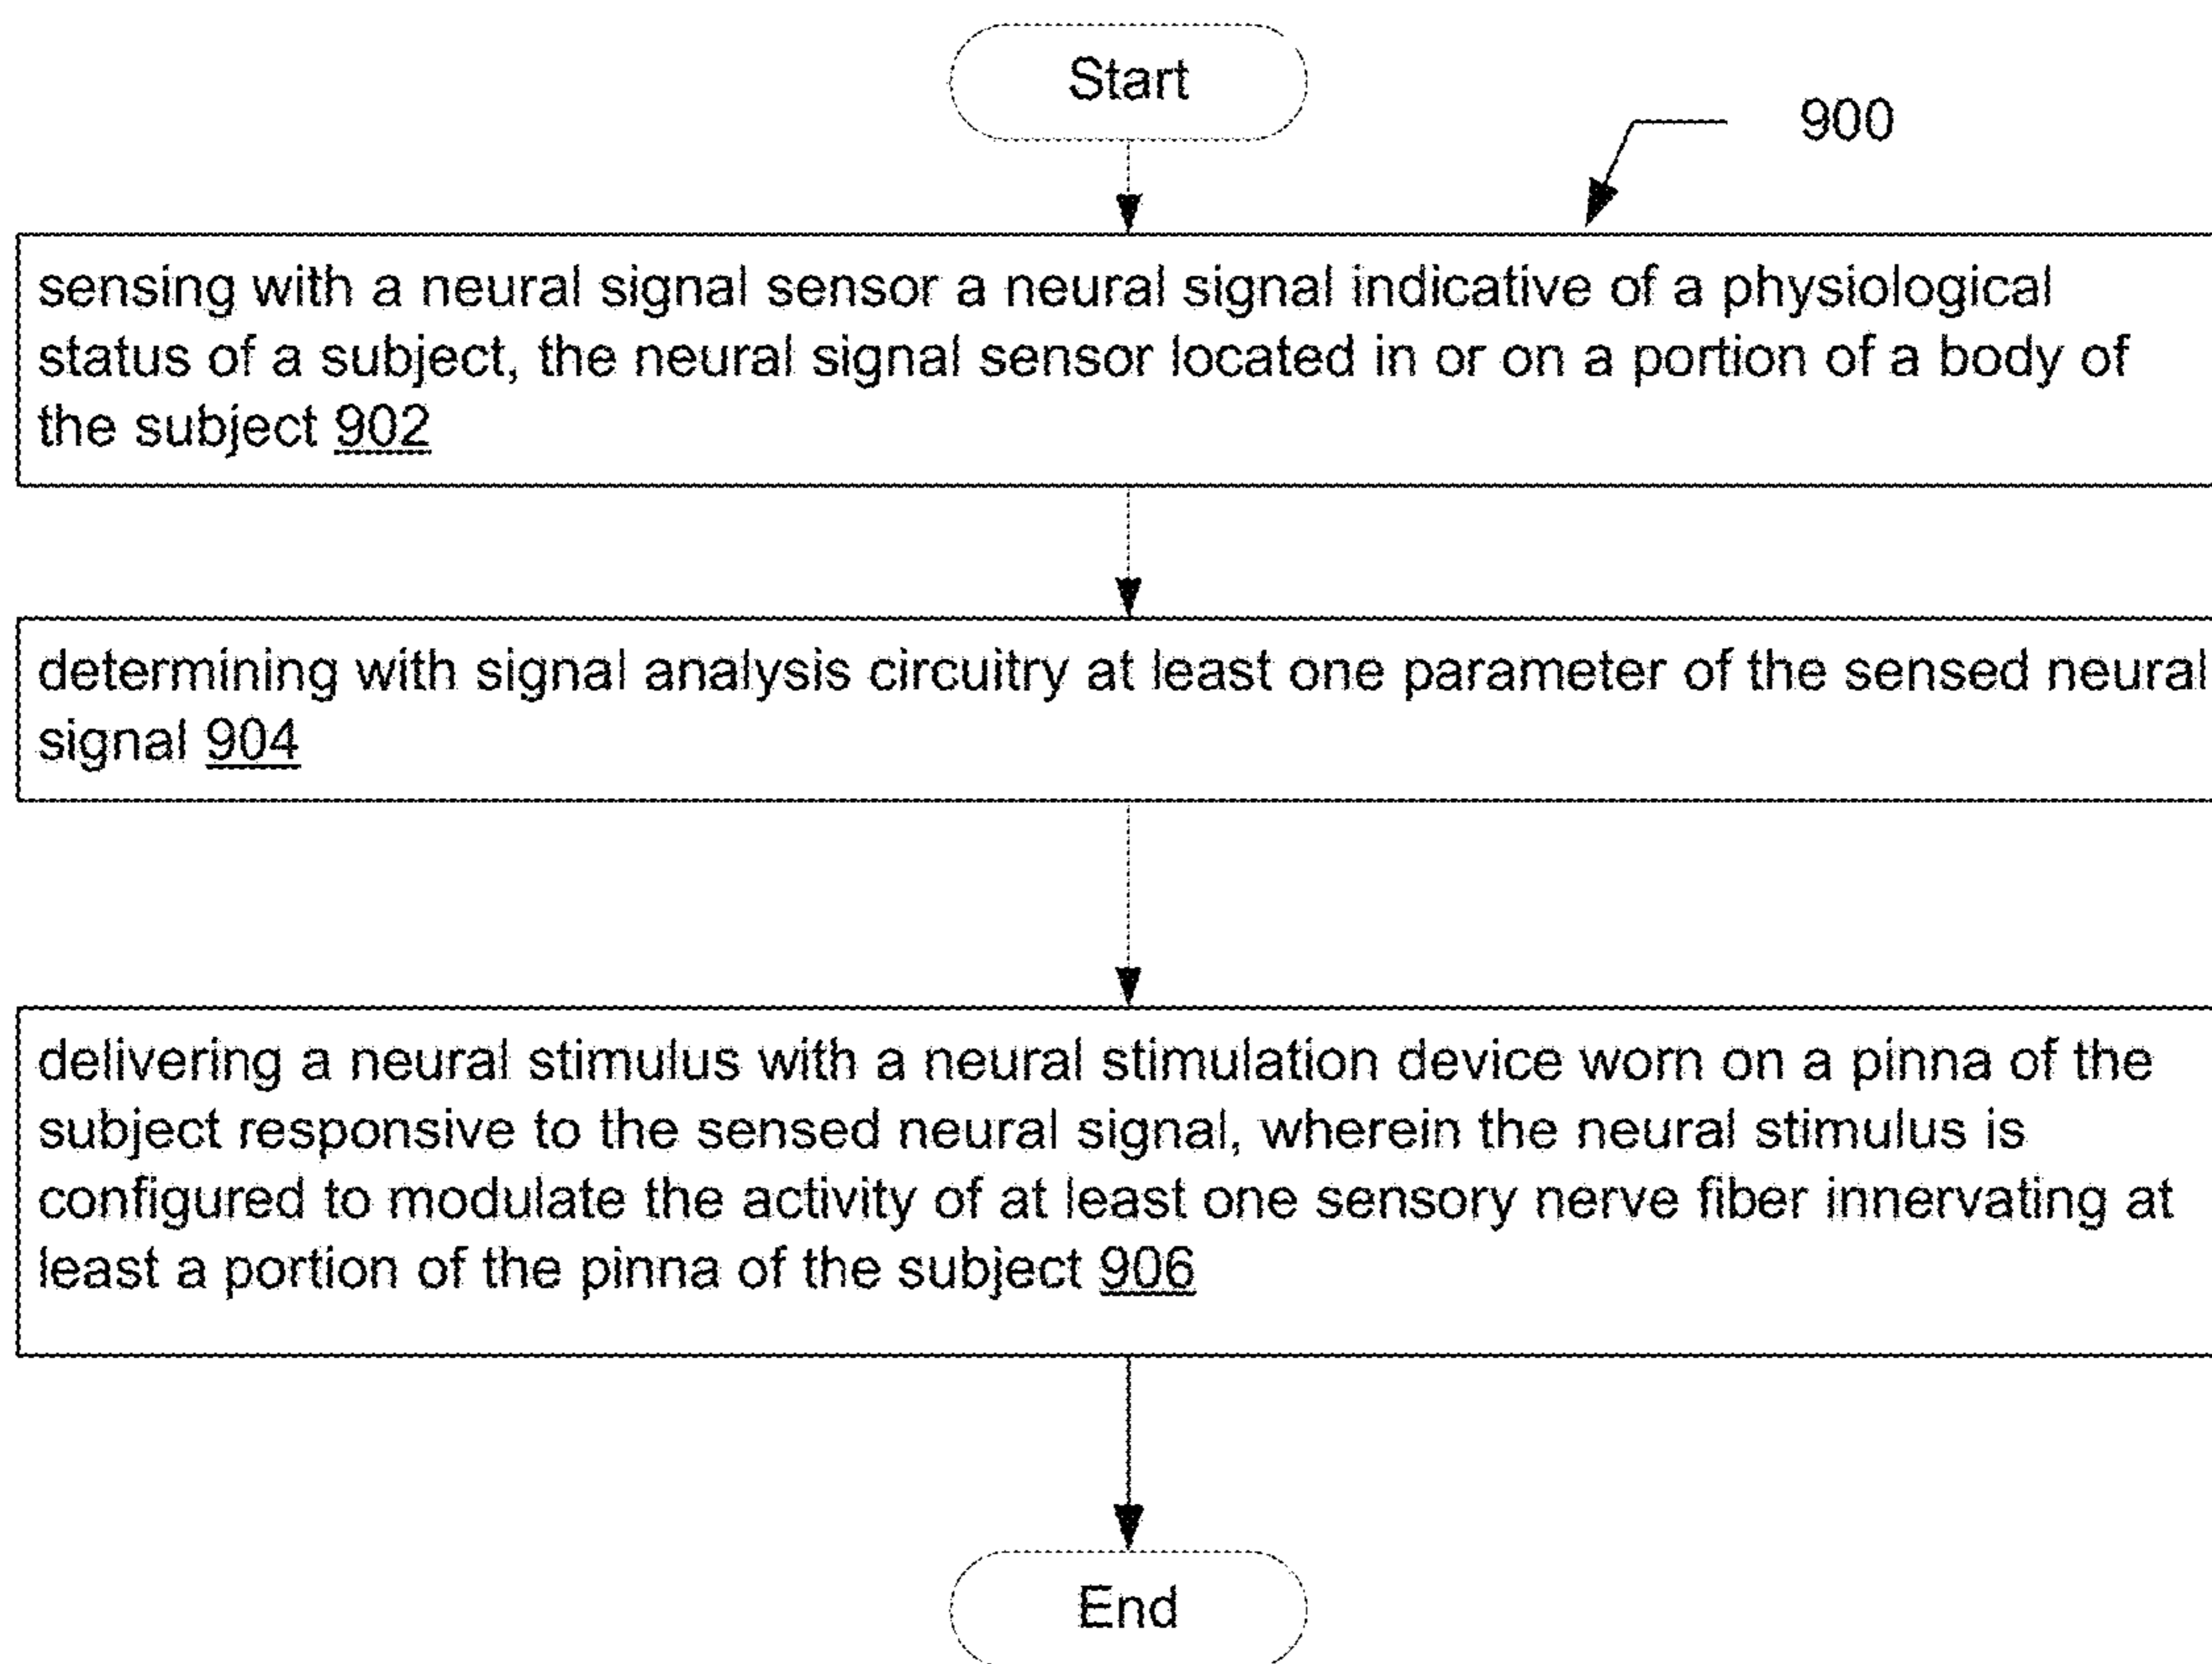 Start
900
sensing with a neural signal sensor a neural signal indicative of a physiological
status of a subject, the neural signal sensor located in or on a portion of a body of
the subject 902
determining with signal analysis circuitry at least one parameter of the sensed neural
signal 904
delivering a neural stimulus with a neural stimulation device worn on a pinna of the
subject responsive to the sensed neural signal, wherein the neural stimulus is
configured to modulate the activity of at least one sensory nerve fiber innervating at
least a portion of the pinna of the subject 906
End